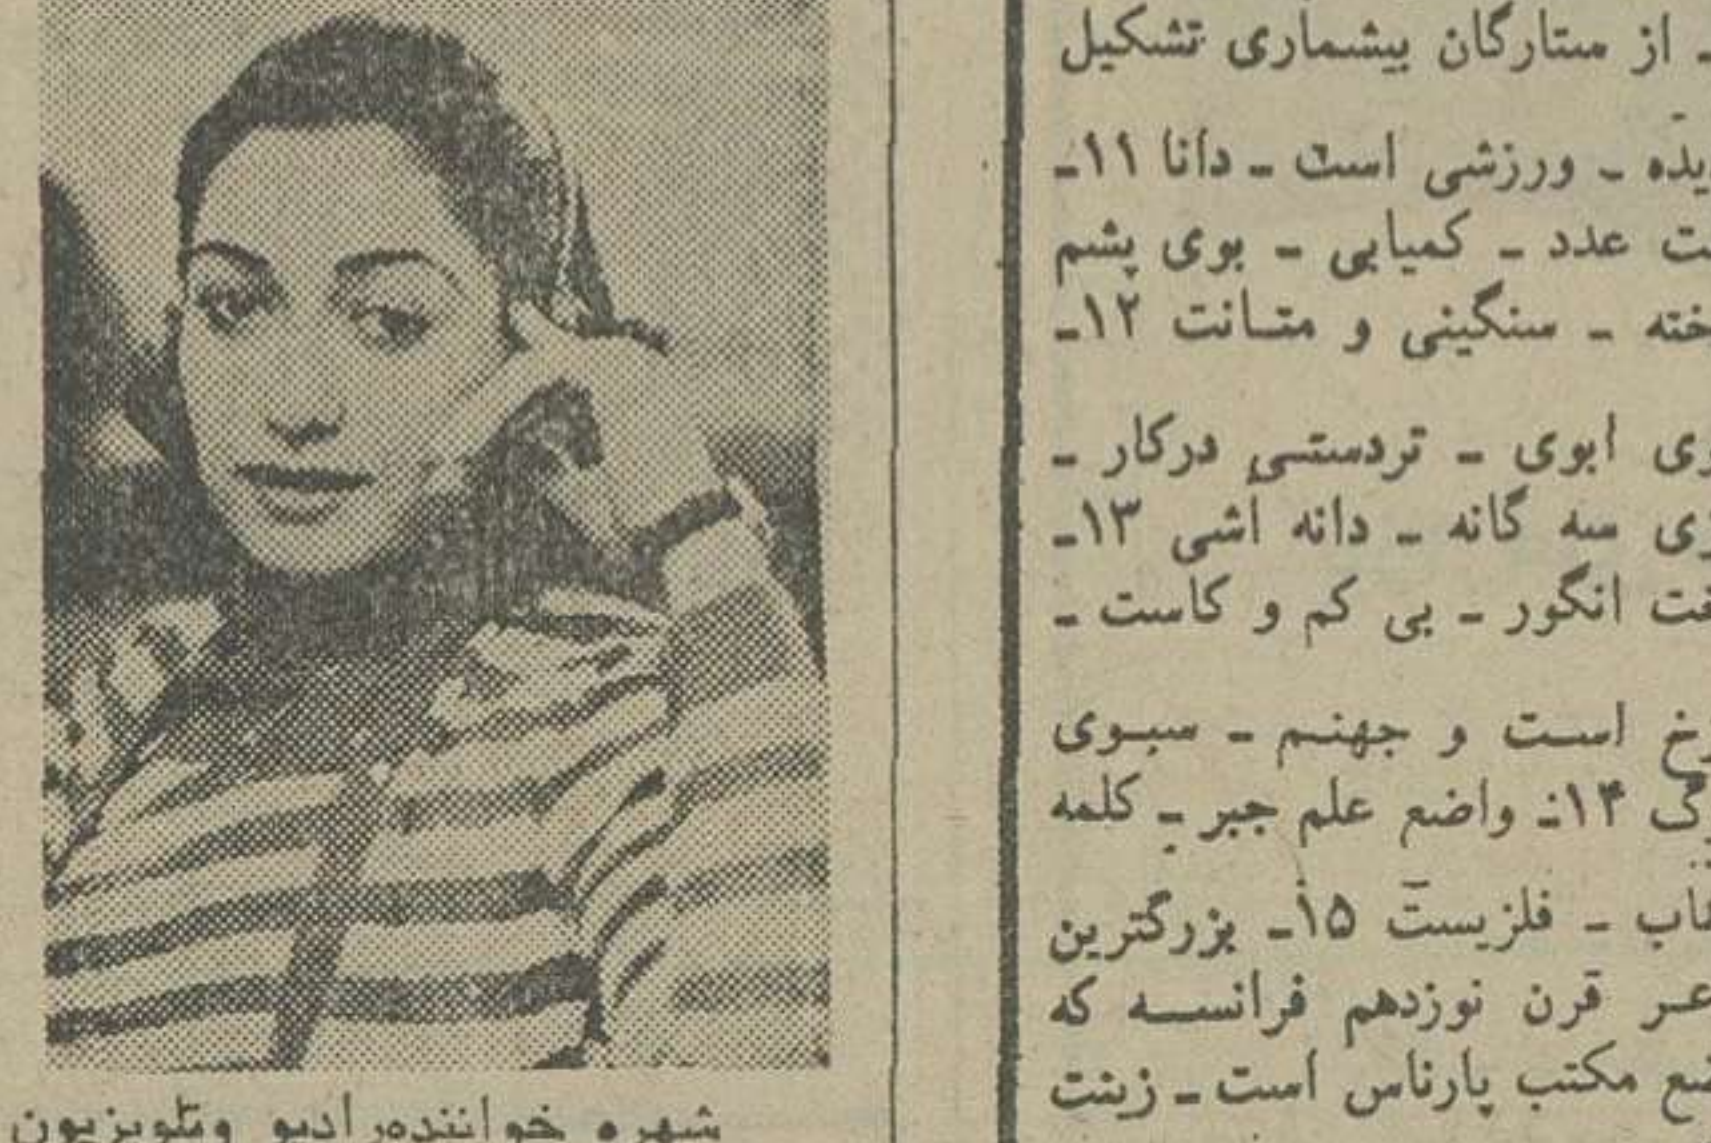 ـ از ستارگان بیشماری تشکیل
ـ ورزشی است ـ دانا ۱۱ـ
عدد ـ کمیابی ـ بوی پشم
ـ سنگینی و متانت ۱۲ـ
ابوی ـ تردستی درکار ـ
سه گانه ـ دانه آشی ۱۳ـ
انگور ـ بی کم و کاست ـ
است و جهنم ـ سبوی
۱۴ـ واضع علم جبر ـ کلمه
ـ فلزیست ۱۵ـ بزرگترین
قرن نوزدهم فرانسه که
مکتب پارناس است ـ زینت
شهره خواننده رادیو وتلویزیون